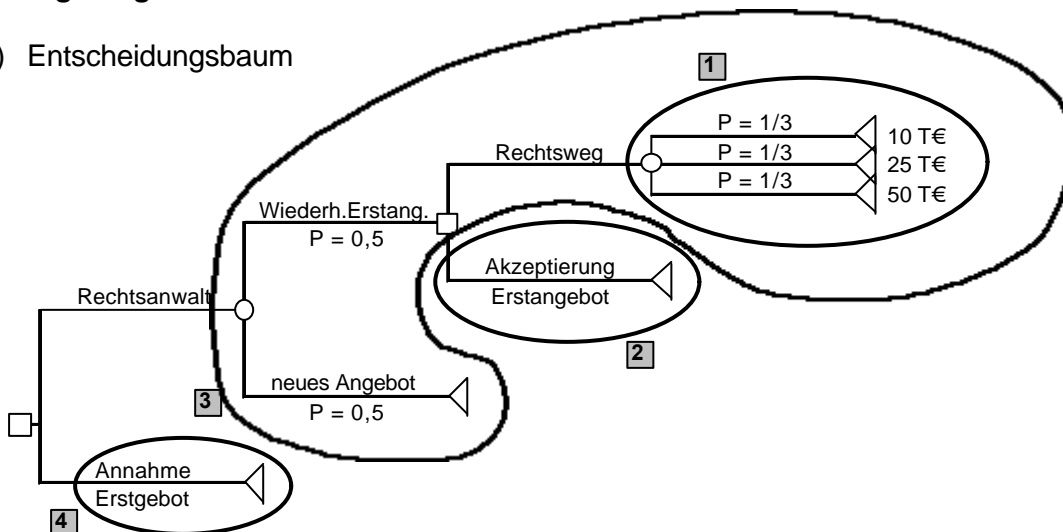 ) Entscheidungsbaum
1
P = 1/3
10 T€
Rechtsweg
P = 1/3
25 T€
P = 1/3
50 T€
Wiederh.Erstang.
P = 0,5
Akzeptierung
Erstangebot
Rechtsanwalt
2
neues Angebot
P = 0,5
3
Annahme
Erstgebot
4